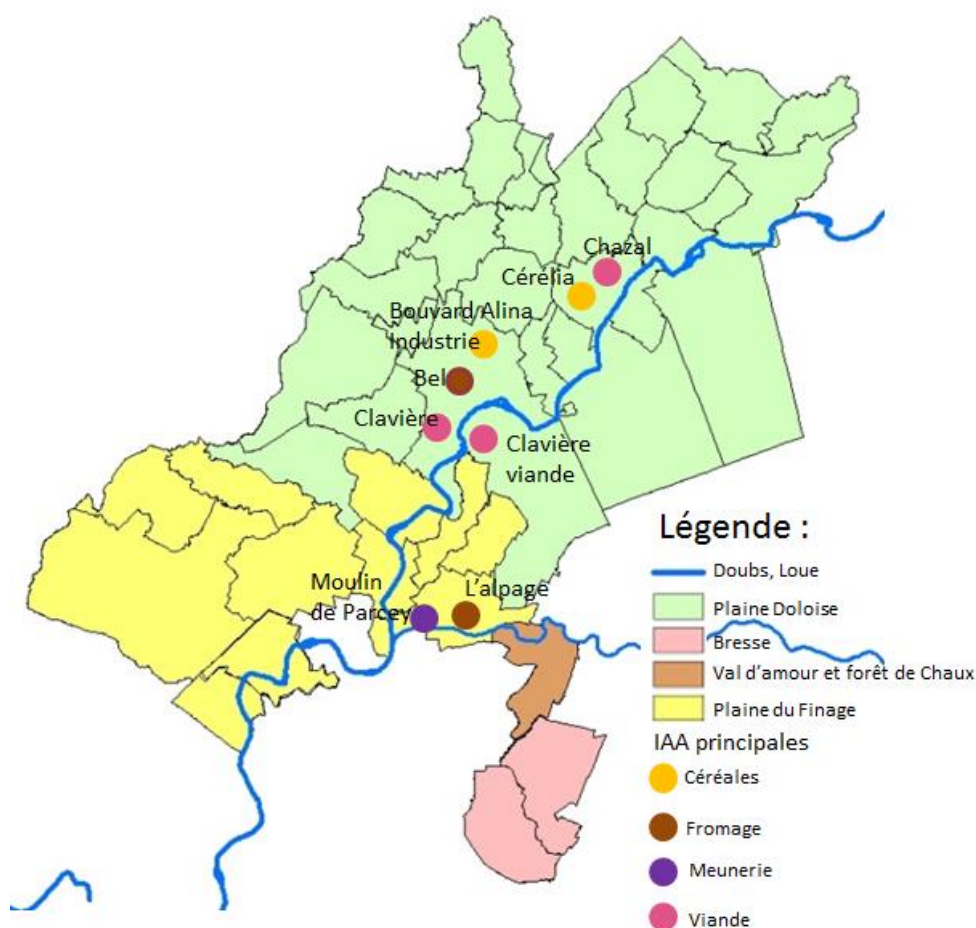 Chazal
Cérélia
Bouvard Alina
Industrie
Bel
Clavière
Clavière
viande
Moulin
de Parcey
L'alpage
Légende :
Doubs, Loue
Plaine Doloise
Bresse
Val d'amour et forêt de Chaux
Plaine du Finage
IAA principales
Céréales
Fromage
Meunerie
Viande